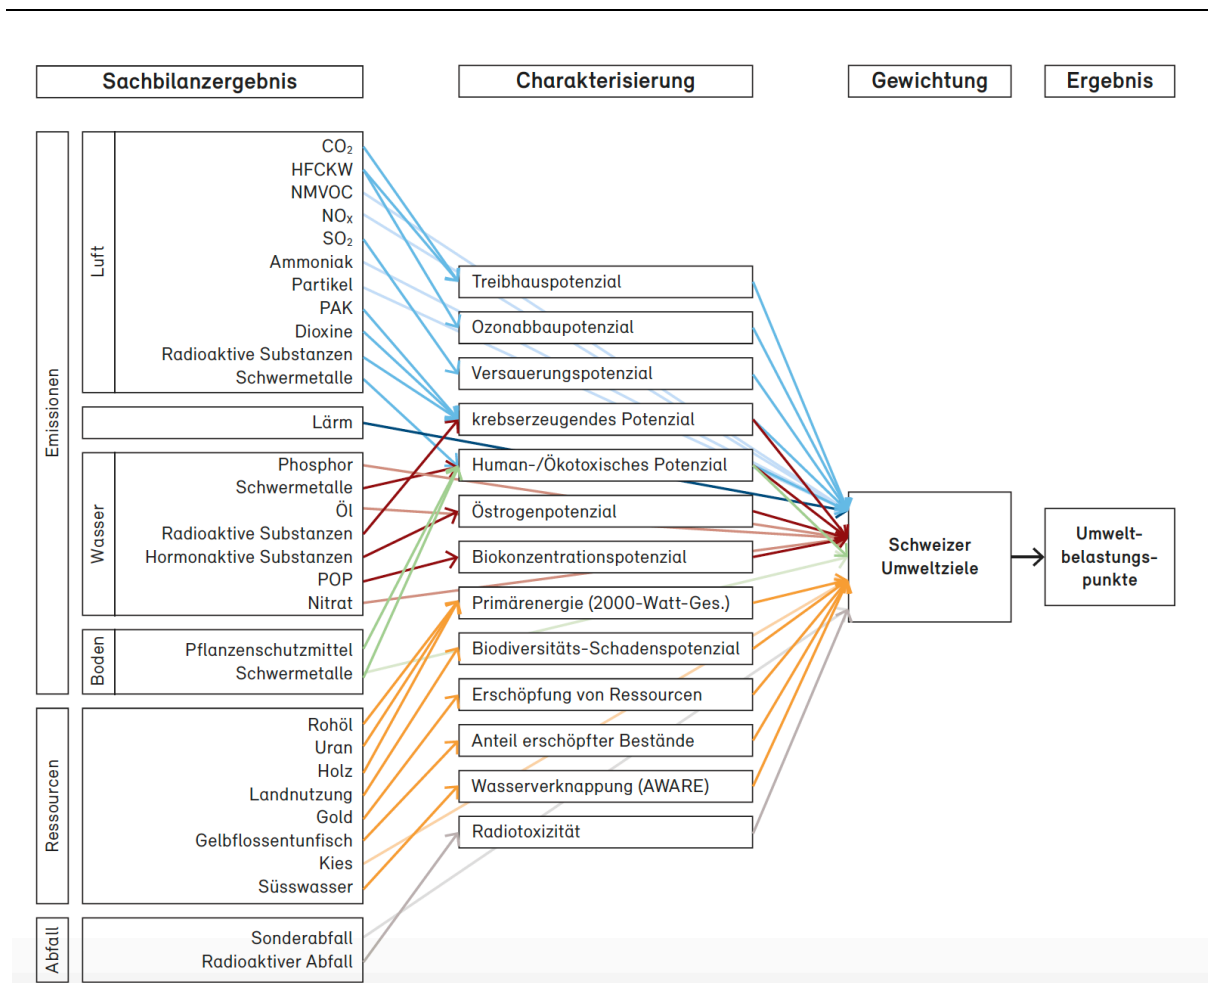 Sachbilanzergebnis
Charakterisierung
Gewichtung
Ergebnis
Emissionen
Luft
CO₂
HFCKW
NMVOC
NOₓ
SO₂
Ammoniak
Partikel
PAK
Dioxine
Radioaktive Substanzen
Schwermetalle
Lärm
Wasser
Phosphor
Schwermetalle
Öl
Radioaktive Substanzen
Hormonaktive Substanzen
POP
Nitrat
Boden
Pflanzenschutzmittel
Schwermetalle
Ressourcen
Rohöl
Uran
Holz
Landnutzung
Gold
Gelbflossentunfisch
Kies
Süsswasser
Abfall
Sonderabfall
Radioaktiver Abfall
Treibhauspotenzial
Ozonabbaupotenzial
Versauerungspotenzial
krebserzeugendes Potenzial
Human-/Ökotoxisches Potenzial
Östrogenpotenzial
Biokonzentrationspotenzial
Primärenergie (2000-Watt-Ges.)
Biodiversitäts-Schadenspotenzial
Erschöpfung von Ressourcen
Anteil erschöpfter Bestände
Wasserverknappung (AWARE)
Radiotoxizität
Schweizer
Umweltziele
Umwelt-
belastungs-
punkte